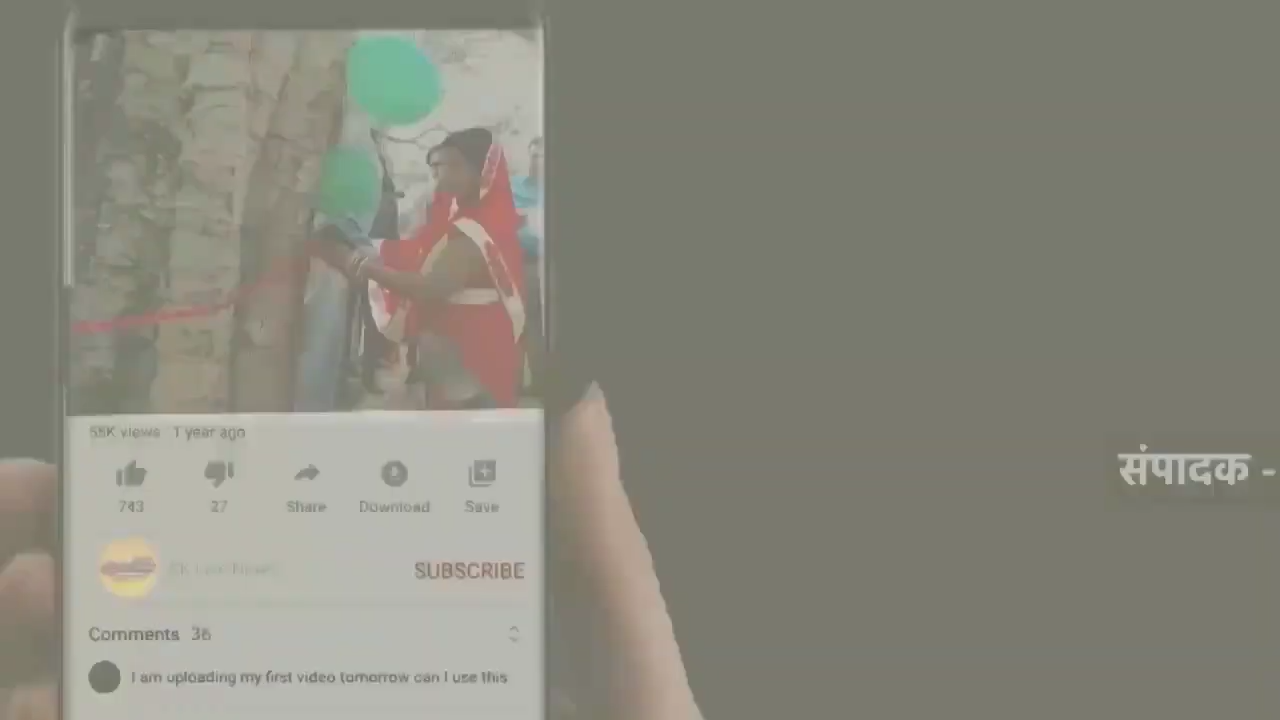 55K views 1 year ago
743
27
Share
Download
Save
SUBSCRIBE
Comments 36
I am uploading my first video tomorrow can I use this
संपादक -